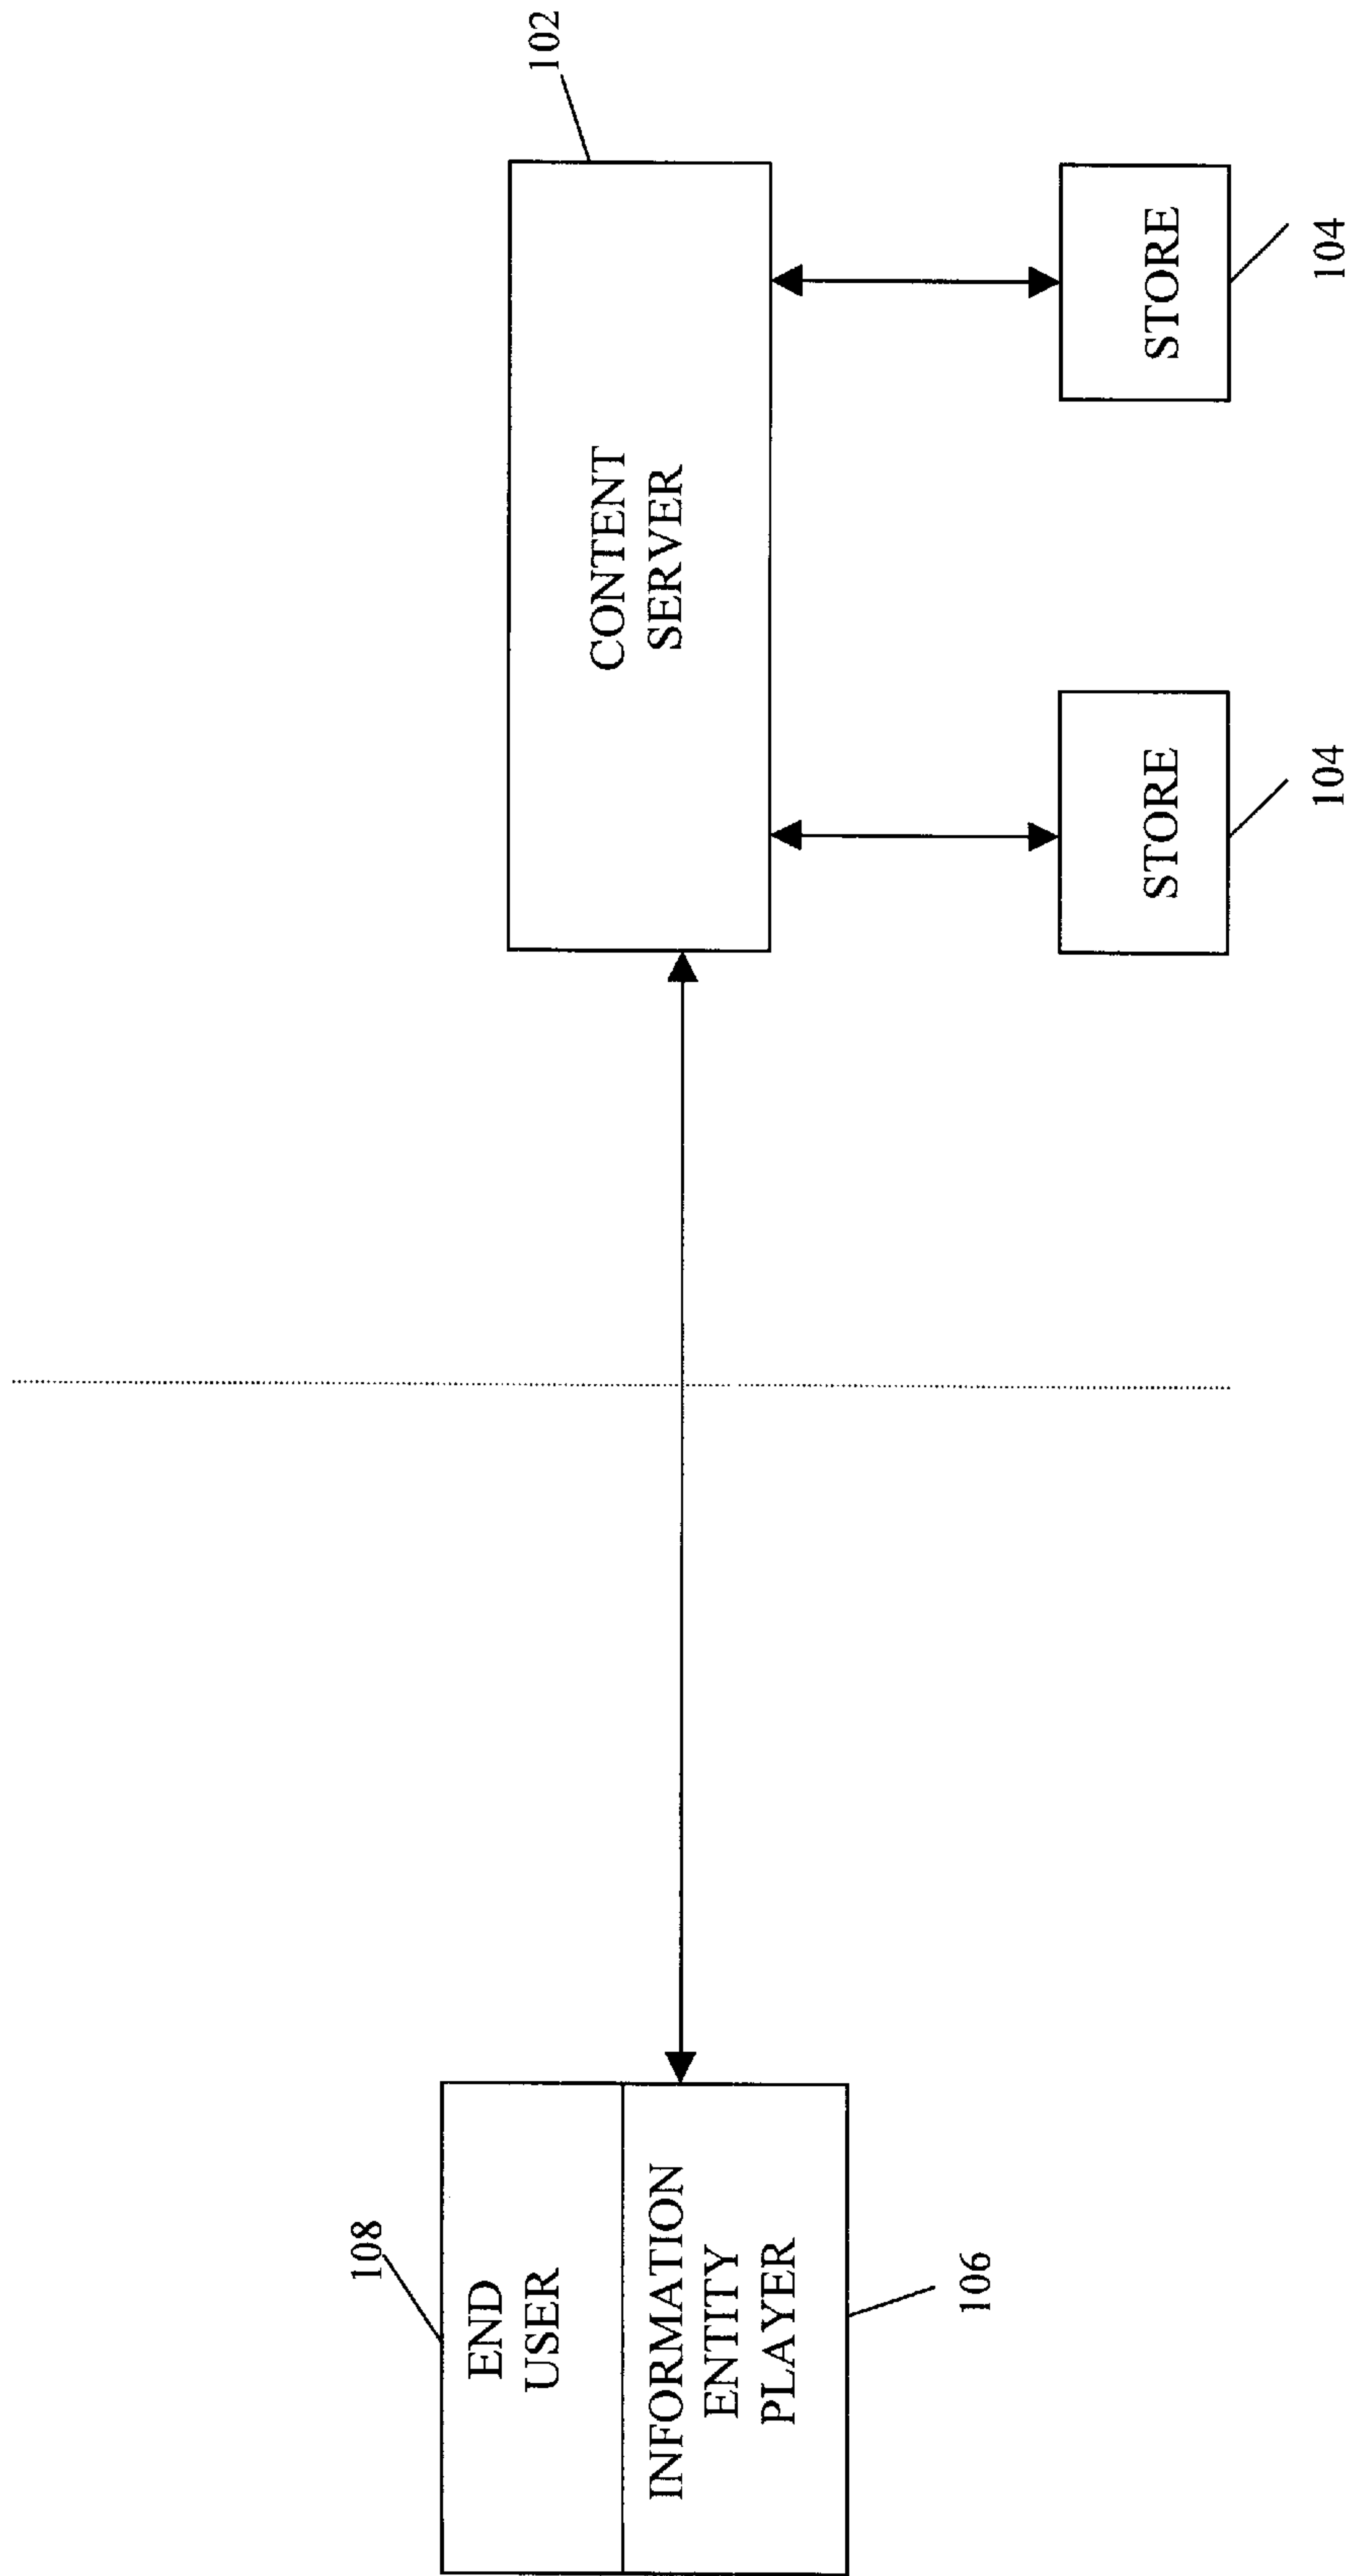 108
END
USER
INFORMATION
ENTITY
PLAYER
106
102
CONTENT
SERVER
STORE
104
STORE
104